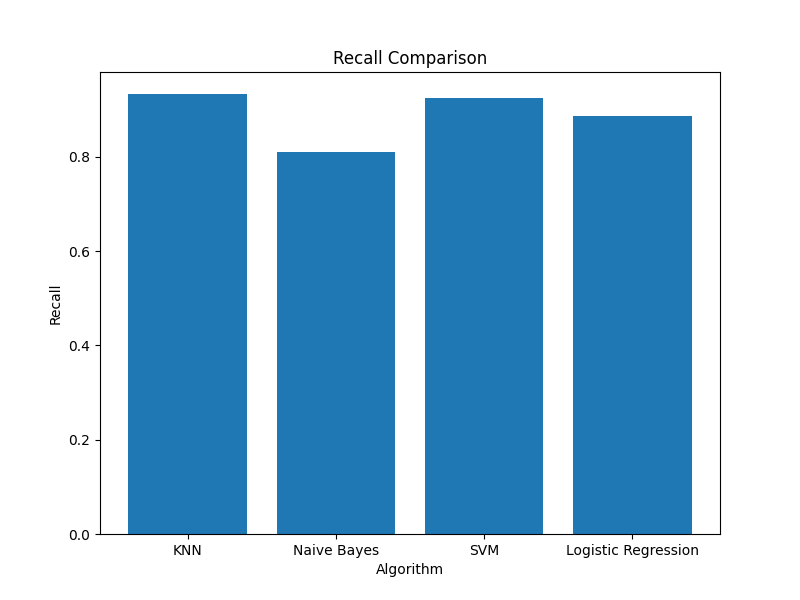 Recall Comparison
0.8
0.6
0.4
0.2
0.0
Recall
KNN
Naive Bayes
SVM
Logistic Regression
Algorithm